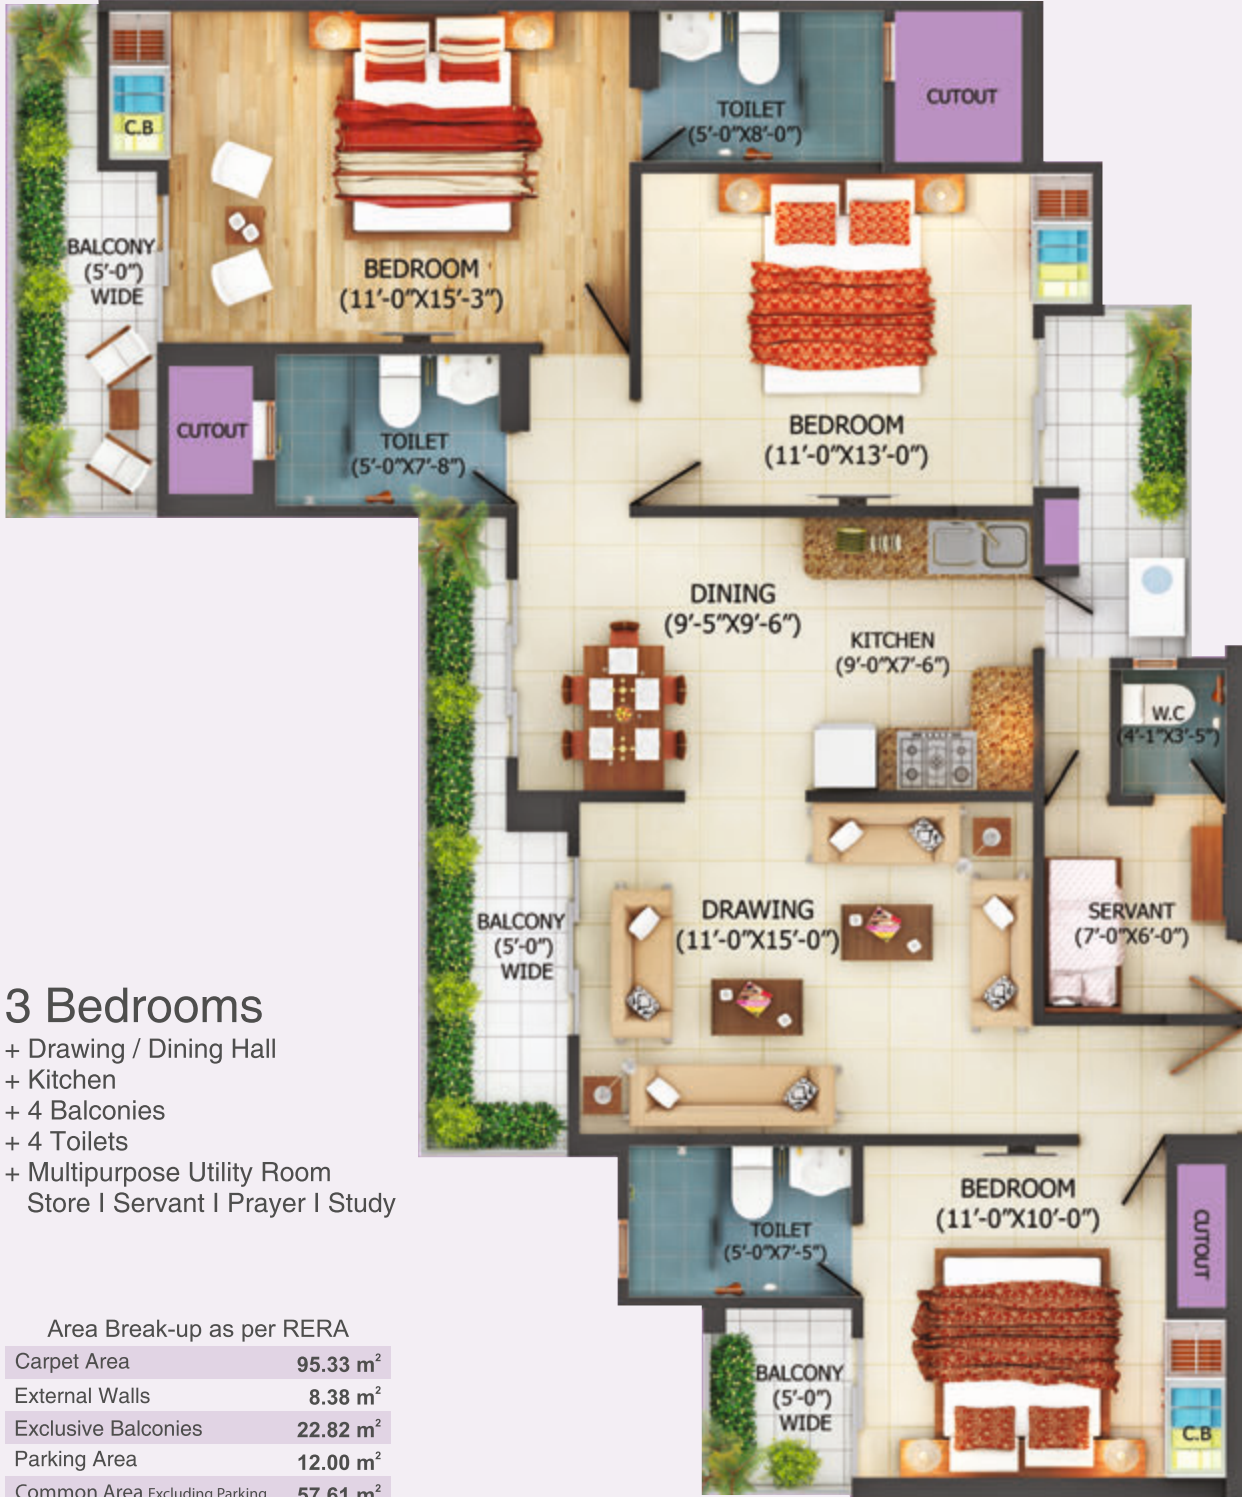 TOILET
(5'-0"X8'-0")
CUTOUT
C.B
BALCONY
(5'-0")
WIDE
BEDROOM
(11'-0"X15'-3")
CUTOUT
TOILET
(5'-0"X7'-8")
BEDROOM
(11'-0"X13'-0")
DINING
(9'-5"X9'-6")
KITCHEN
(9'-0"X7'-6")
W.C
(4'-1"X3'-5")
DRAWING
(11'-0"X15'-0")
SERVANT
(7'-0"X6'-0")
BALCONY
(5'-0")
WIDE
3 Bedrooms
+ Drawing / Dining Hall
+ Kitchen
+ 4 Balconies
+ 4 Toilets
+ Multipurpose Utility Room
Store I Servant I Prayer I Study
BEDROOM
(11'-0"X10'-0")
TOILET
(5'-0"X7'-5")
CUTOUT
BALCONY
(5'-0")
WIDE
C.B
Area Break-up as per RERA
Carpet Area 95.33 m²
External Walls 8.38 m²
Exclusive Balconies 22.82 m²
Parking Area 12.00 m²
Common Area Excluding Parking 57.61 m²